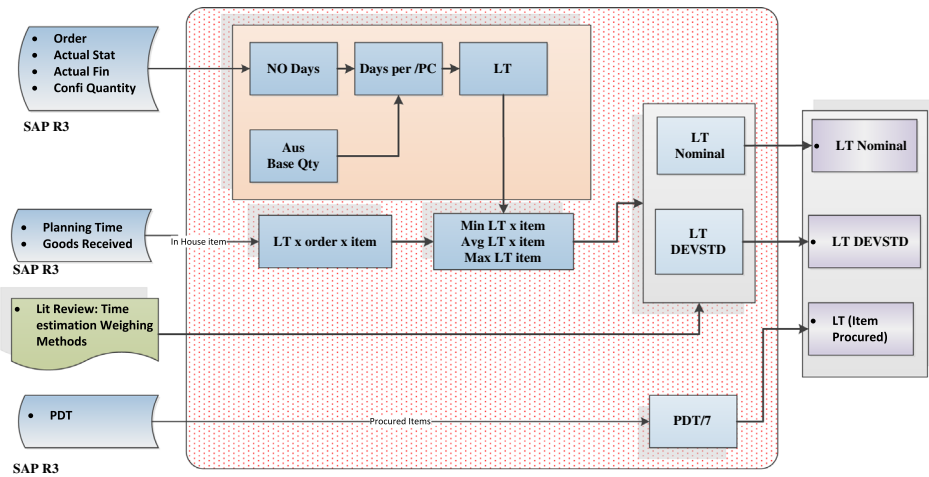 • Order
• Actual Stat
• Actual Fin
• Confi Quantity
SAP R3
NO Days
Days per /PC
LT
Aus
Base Qty
LT
Nominal
• LT Nominal
• Planning Time
• Goods Received
SAP R3
In House item
LT x order x item
Min LT x item
Avg LT x item
Max LT item
LT
DEVSTD
• LT DEVSTD
• Lit Review: Time
estimation Weighing
Methods
• LT (Item
Procured)
• PDT
SAP R3
Procured Items
PDT/7